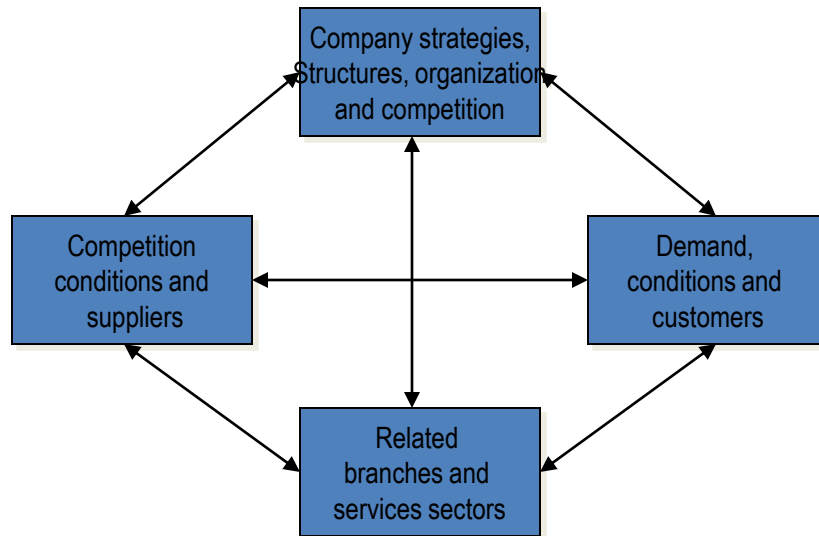 Company strategies,
Structures, organization
and competition
Competition
conditions and
suppliers
Demand,
conditions and
customers
Related
branches and
services sectors